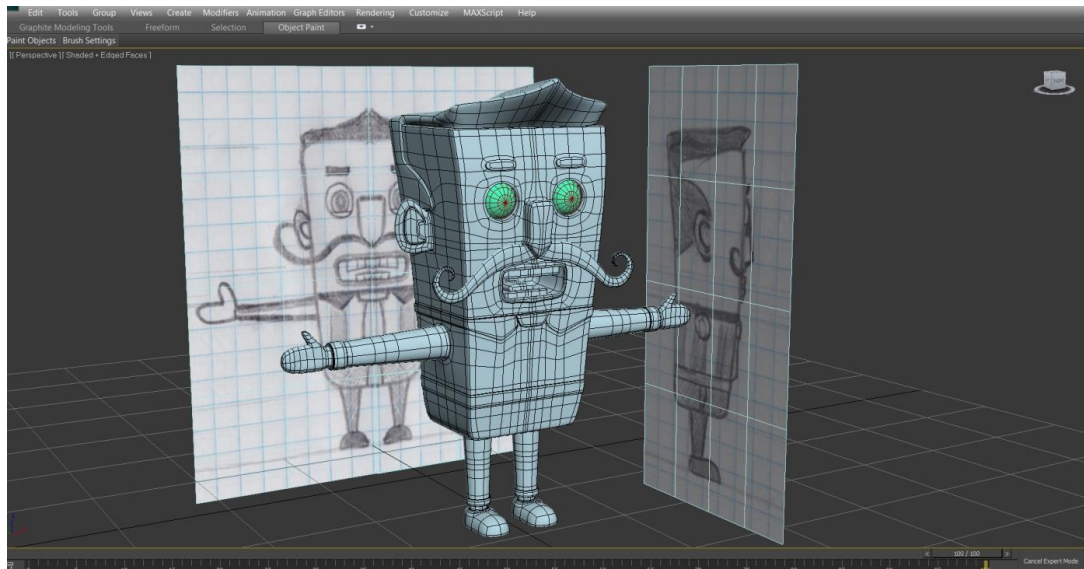 Edit Tools Group Views Create Modifiers Animation Graph Editors Rendering Customize MAXScript Help
Graphite Modeling Tools Freeform Selection Object Paint
Paint Objects Brush Settings
][ Perspective ][ Shaded + Edged Faces ]
< 100 / 100 >
Cancel Expert Mode